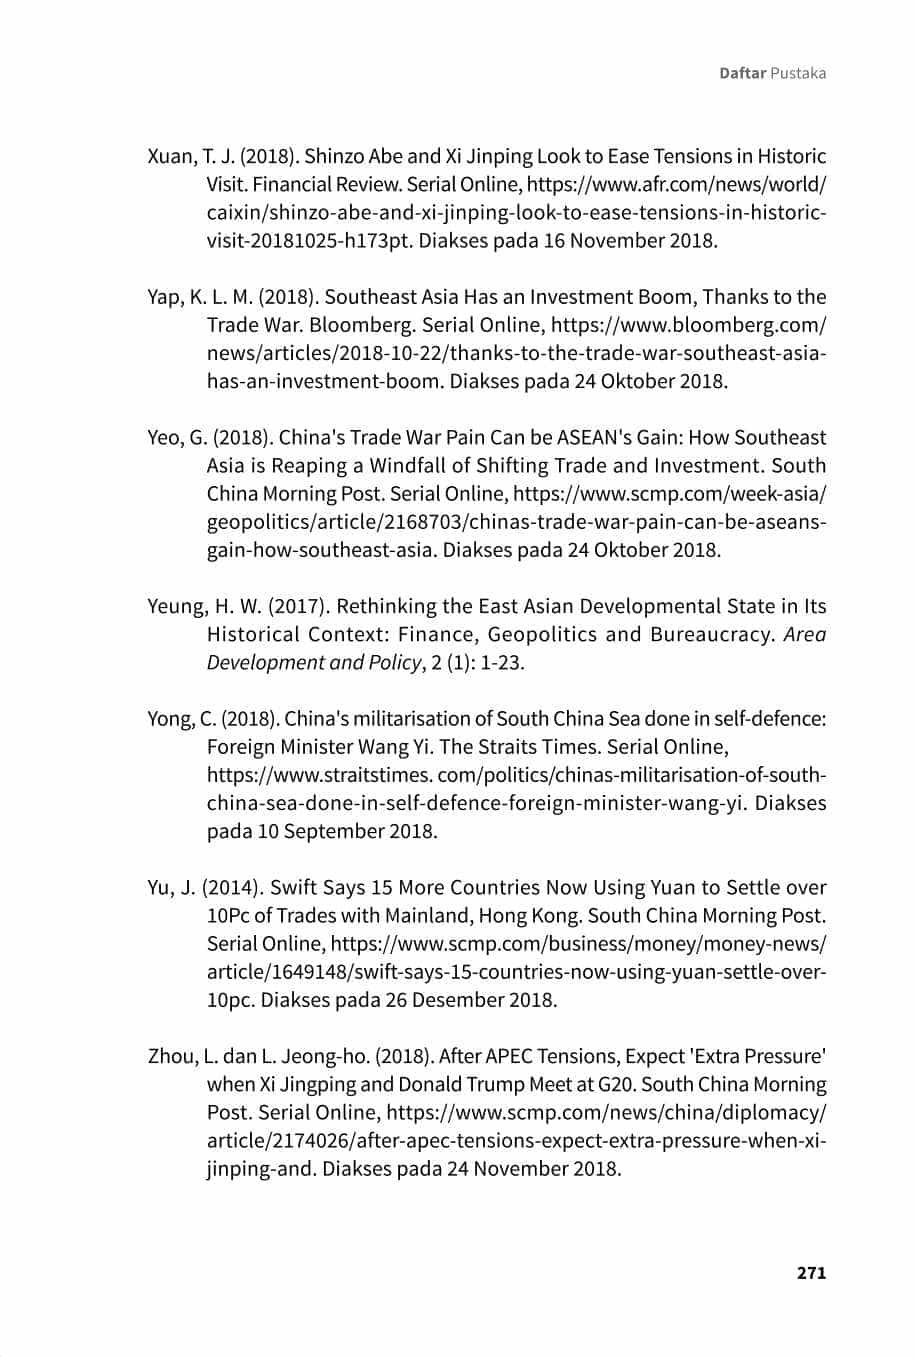 Daftar Pustaka
Xuan, T. J. (2018). Shinzo Abe and Xi Jinping Look to Ease Tensions in Historic
Visit. Financial Review. Serial Online, https://www.afr.com/news/world/
caixin/shinzo-abe-and-xi-jinping-look-to-ease-tensions-in-historic-
visit-20181025-h173pt. Diakses pada 16 November 2018.
Yap, K. L. M. (2018). Southeast Asia Has an Investment Boom, Thanks to the
Trade War. Bloomberg. Serial Online, https://www.bloomberg.com/
news/articles/2018-10-22/thanks-to-the-trade-war-southeast-asia-
has-an-investment-boom. Diakses pada 24 Oktober 2018.
Yeo, G. (2018). China's Trade War Pain Can be ASEAN's Gain: How Southeast
Asia is Reaping a Windfall of Shifting Trade and Investment. South
China Morning Post. Serial Online, https://www.scmp.com/week-asia/
geopolitics/article/2168703/chinas-trade-war-pain-can-be-aseans-
gain-how-southeast-asia. Diakses pada 24 Oktober 2018.
Yeung, H. W. (2017). Rethinking the East Asian Developmental State in Its
Historical Context: Finance, Geopolitics and Bureaucracy. Area
Development and Policy, 2 (1): 1-23.
Yong, C. (2018). China's militarisation of South China Sea done in self-defence:
Foreign Minister Wang Yi. The Straits Times. Serial Online,
https://www.straitstimes. com/politics/chinas-militarisation-of-south-
china-sea-done-in-self-defence-foreign-minister-wang-yi. Diakses
pada 10 September 2018.
Yu, J. (2014). Swift Says 15 More Countries Now Using Yuan to Settle over
10Pc of Trades with Mainland, Hong Kong. South China Morning Post.
Serial Online, https://www.scmp.com/business/money/money-news/
article/1649148/swift-says-15-countries-now-using-yuan-settle-over-
10pc. Diakses pada 26 Desember 2018.
Zhou, L. dan L. Jeong-ho. (2018). After APEC Tensions, Expect 'Extra Pressure'
when Xi Jingping and Donald Trump Meet at G20. South China Morning
Post. Serial Online, https://www.scmp.com/news/china/diplomacy/
article/2174026/after-apec-tensions-expect-extra-pressure-when-xi-
jinping-and. Diakses pada 24 November 2018.
271